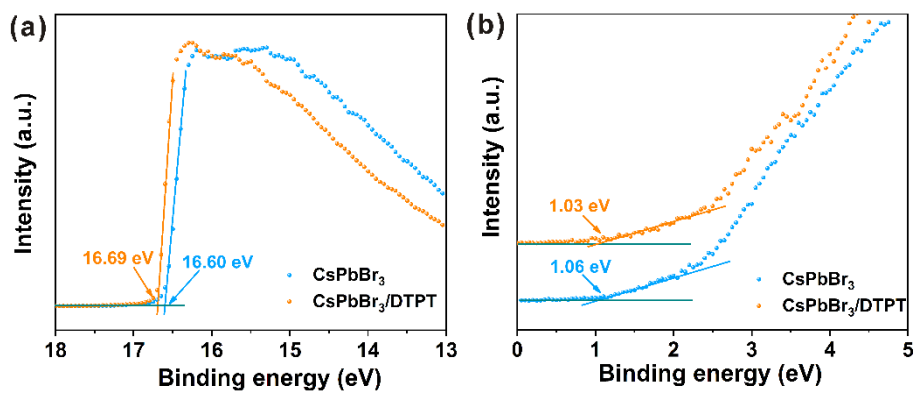 (a)
Intensity (a.u.)
16.69 eV
16.60 eV
CsPbBr₃
CsPbBr₃/DTPT
18 17 16 15 14 13
Binding energy (eV)
(b)
Intensity (a.u.)
1.03 eV
1.06 eV
CsPbBr₃
CsPbBr₃/DTPT
0 1 2 3 4 5
Binding energy (eV)